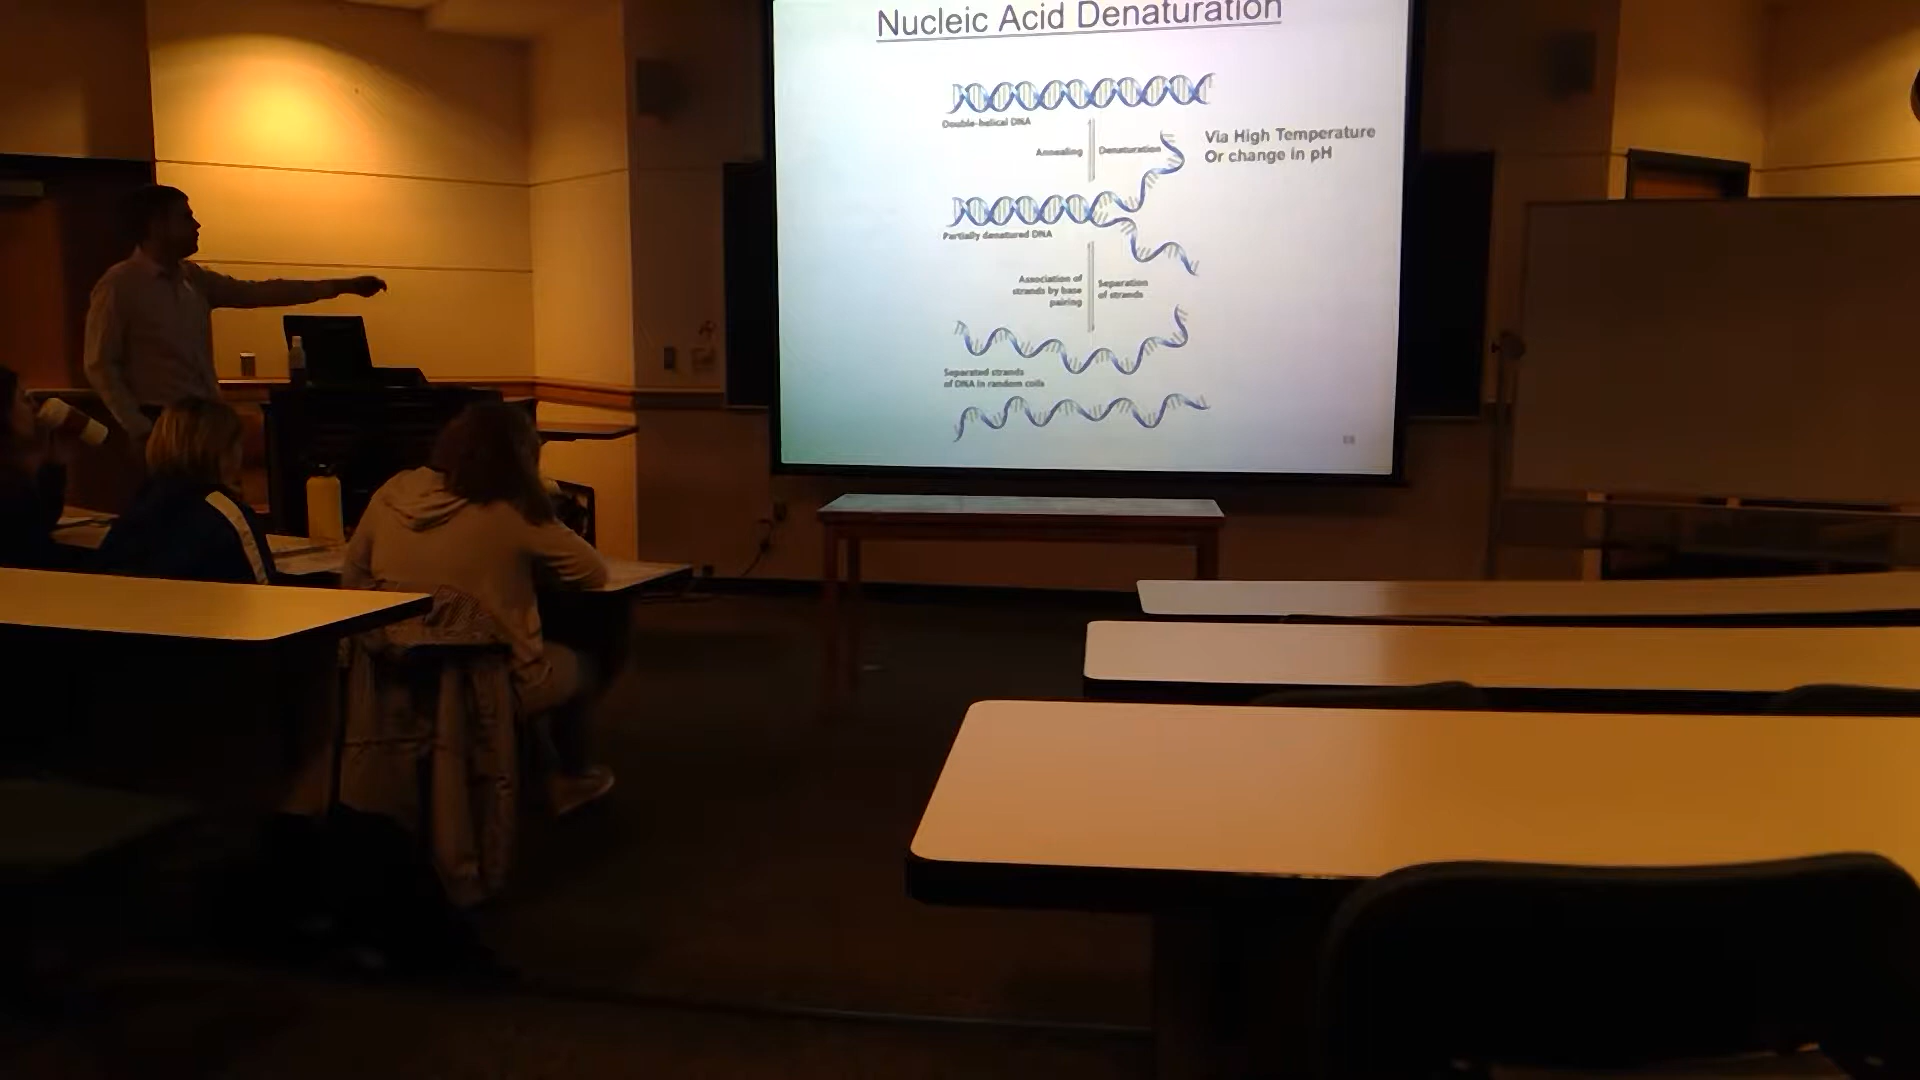 Nucleic Acid Denaturation
Double-helical DNA
Annealing
Denaturation
Via High Temperature
Or change in pH
Partially denatured DNA
Association of
strands by base
pairing
Separation
of strands
Separated strands
of DNA in random coils